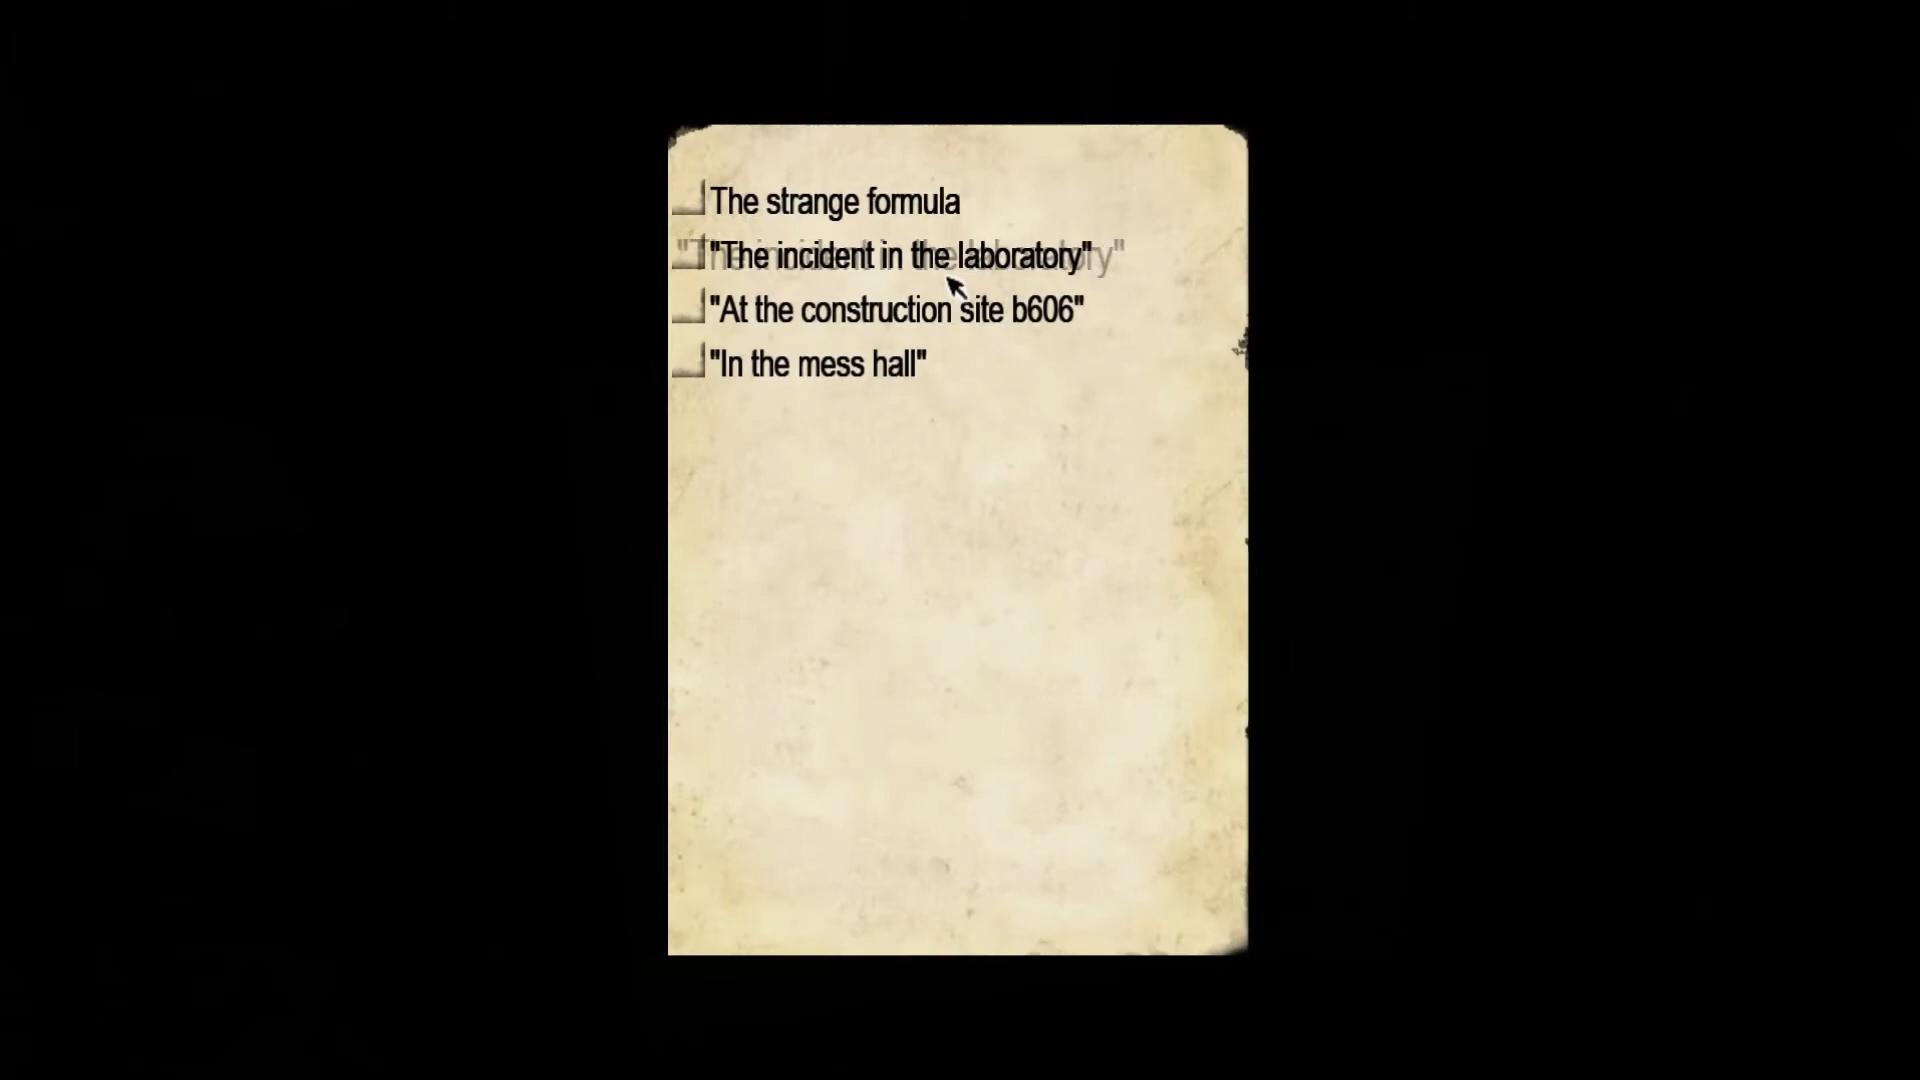 The strange formula
"The incident in the laboratory"
"At the construction site b606"
"In the mess hall"